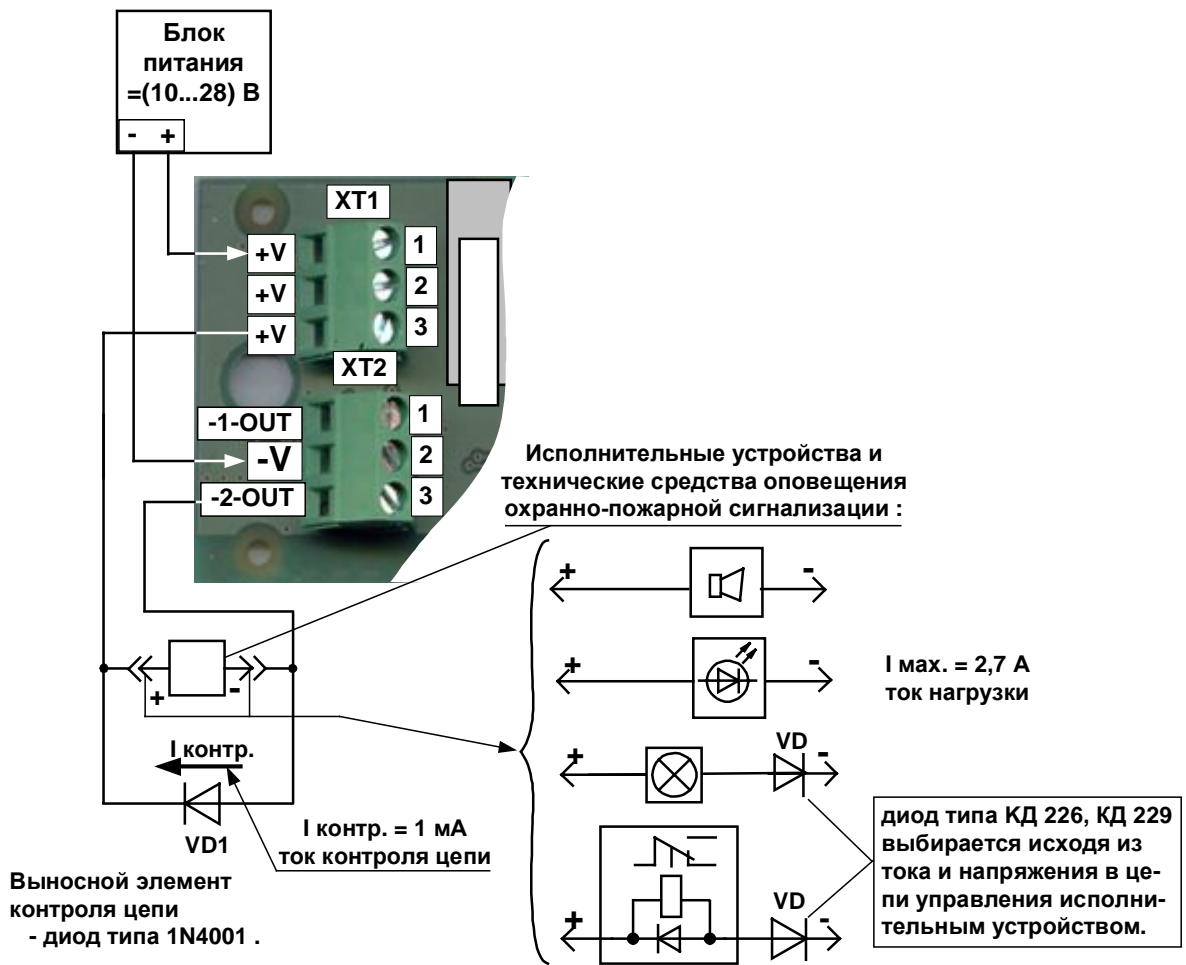 Блок
питания
=(10...28) В
- +
XT1
+V
1
+V
2
+V
3
XT2
-1-OUT
1
-V
2
-2-OUT
3
Исполнительные устройства и
технические средства оповещения
охранно-пожарной сигнализации :
+ -
+ -
I мах. = 2,7 А
ток нагрузки
+ -
I контр.
VD1
I контр. = 1 мА
ток контроля цепи
+ VD -
+ VD -
диод типа КД 226, КД 229
выбирается исходя из
тока и напряжения в це-
пи управления исполни-
тельным устройством.
Выносной элемент
контроля цепи
- диод типа 1N4001 .